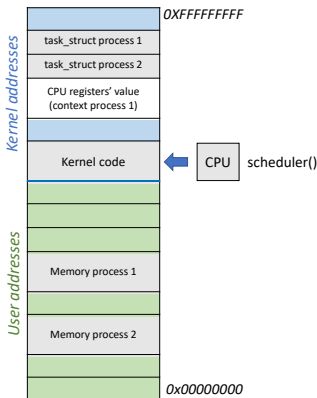 0XFFFFFFFFF
task_struct process 1
task_struct process 2
CPU registers' value
(context process 1)
Kernel addresses
Kernel code
CPU
scheduler()
User addresses
Memory process 1
Memory process 2
0x00000000